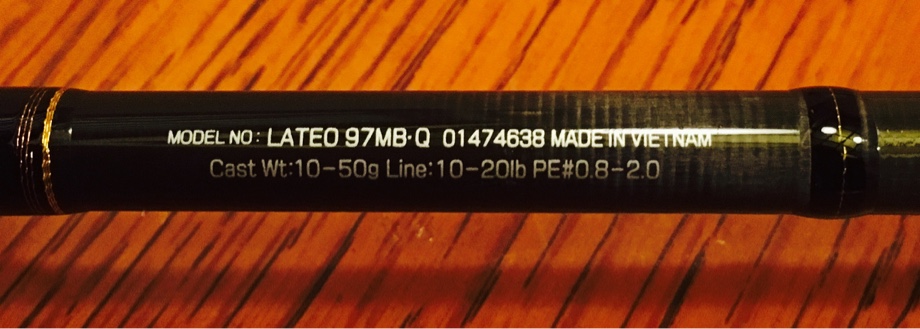 MODEL NO: LATEO 97MB·Q 01474638 MADE IN VIETNAM
Cast Wt:10-50g Line:10-20lb PE#0.8-2.0